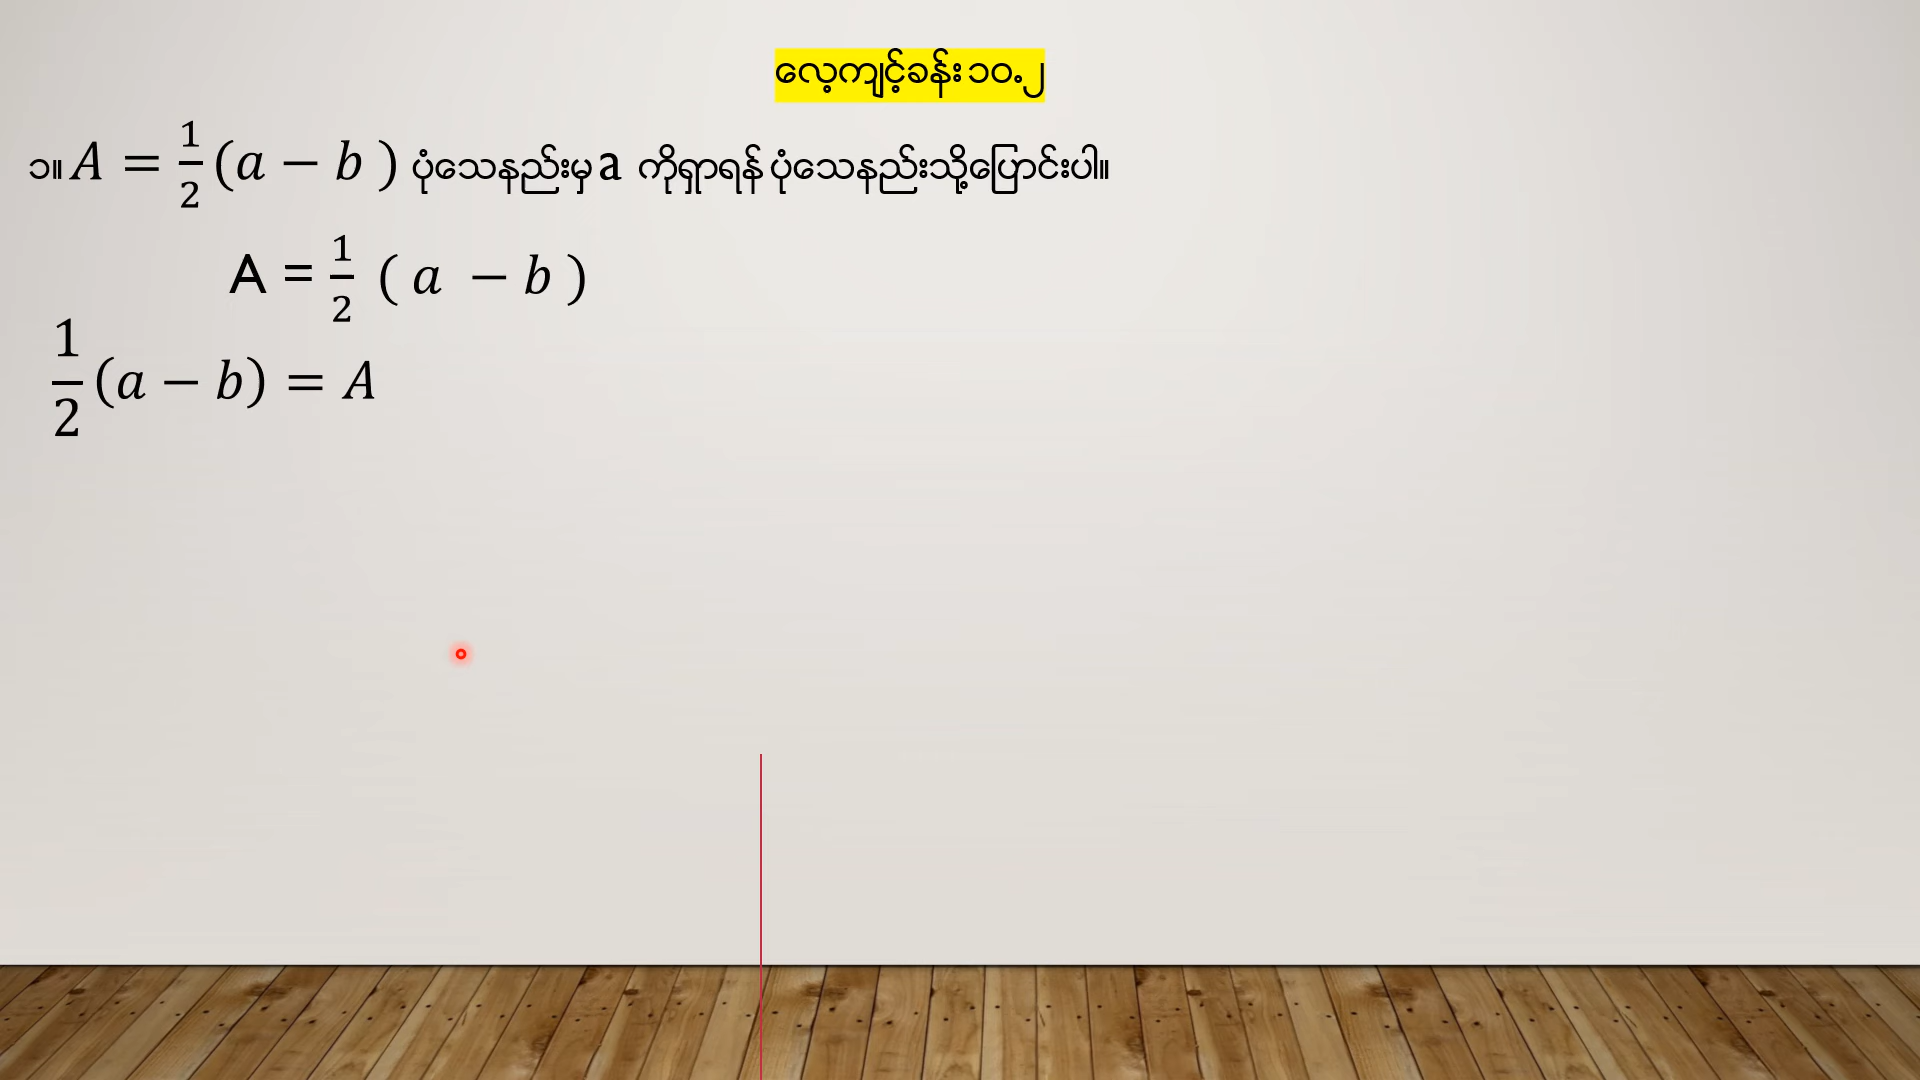 လေ့ကျင့်ခန်း ၁၀.၂
၁။ A = 1/2 (a − b ) ပုံသေနည်းမှ a ကိုရှာရန် ပုံသေနည်းသို့ပြောင်းပါ။
A = 1/2 ( a − b )
1/2 (a − b) = A